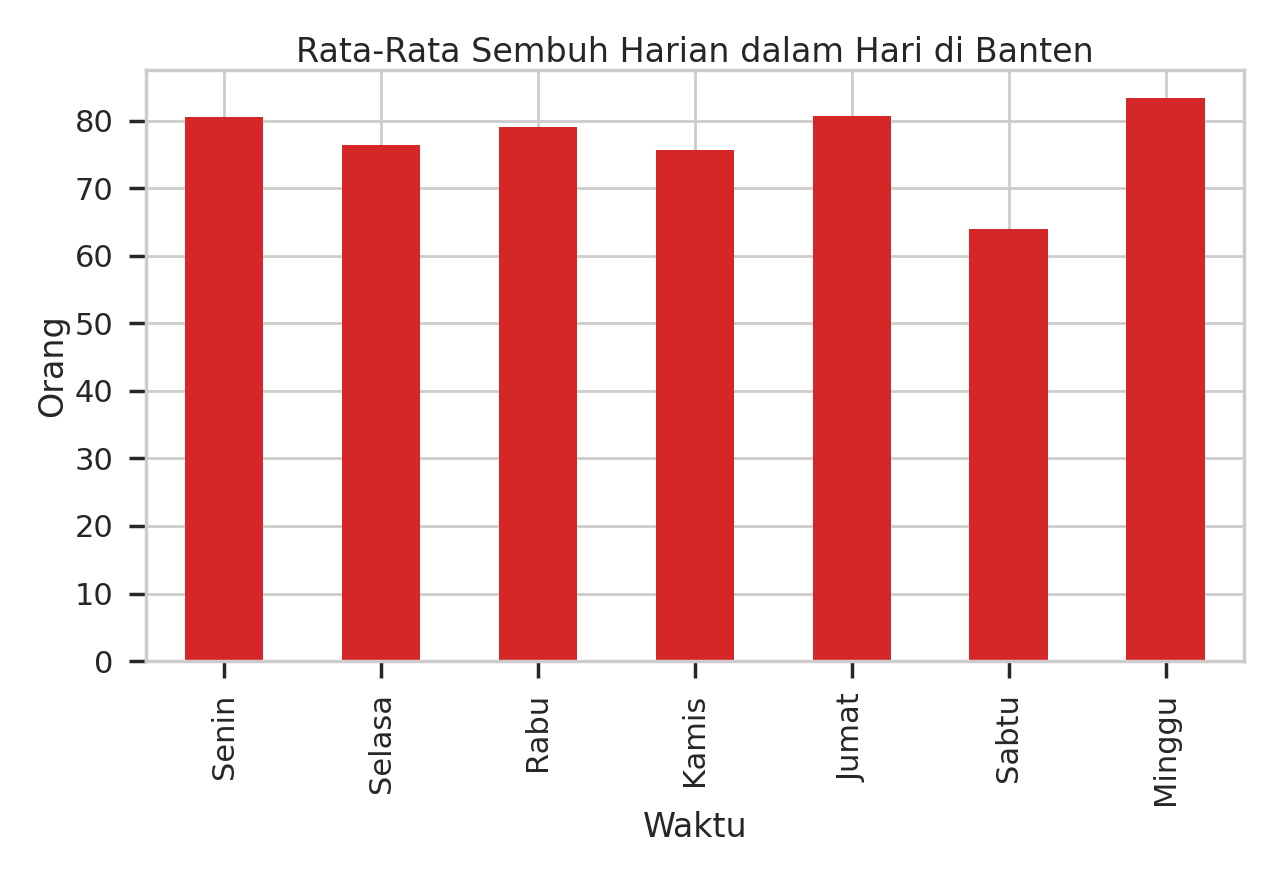 Rata-Rata Sembuh Harian dalam Hari di Banten
80
70
60
50
40
30
20
10
0
Orang
Senin
Selasa
Rabu
Kamis
Jumat
Sabtu
Minggu
Waktu